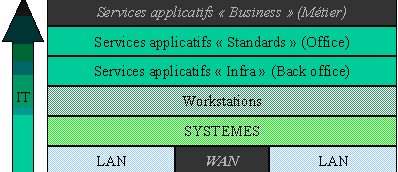 Services applicatifs « Business » (Métier)
Services applicatifs « Standards » (Office)
Services applicatifs « Infra » (Back office)
IT
Workstations
SYSTEMES
LAN WAN LAN